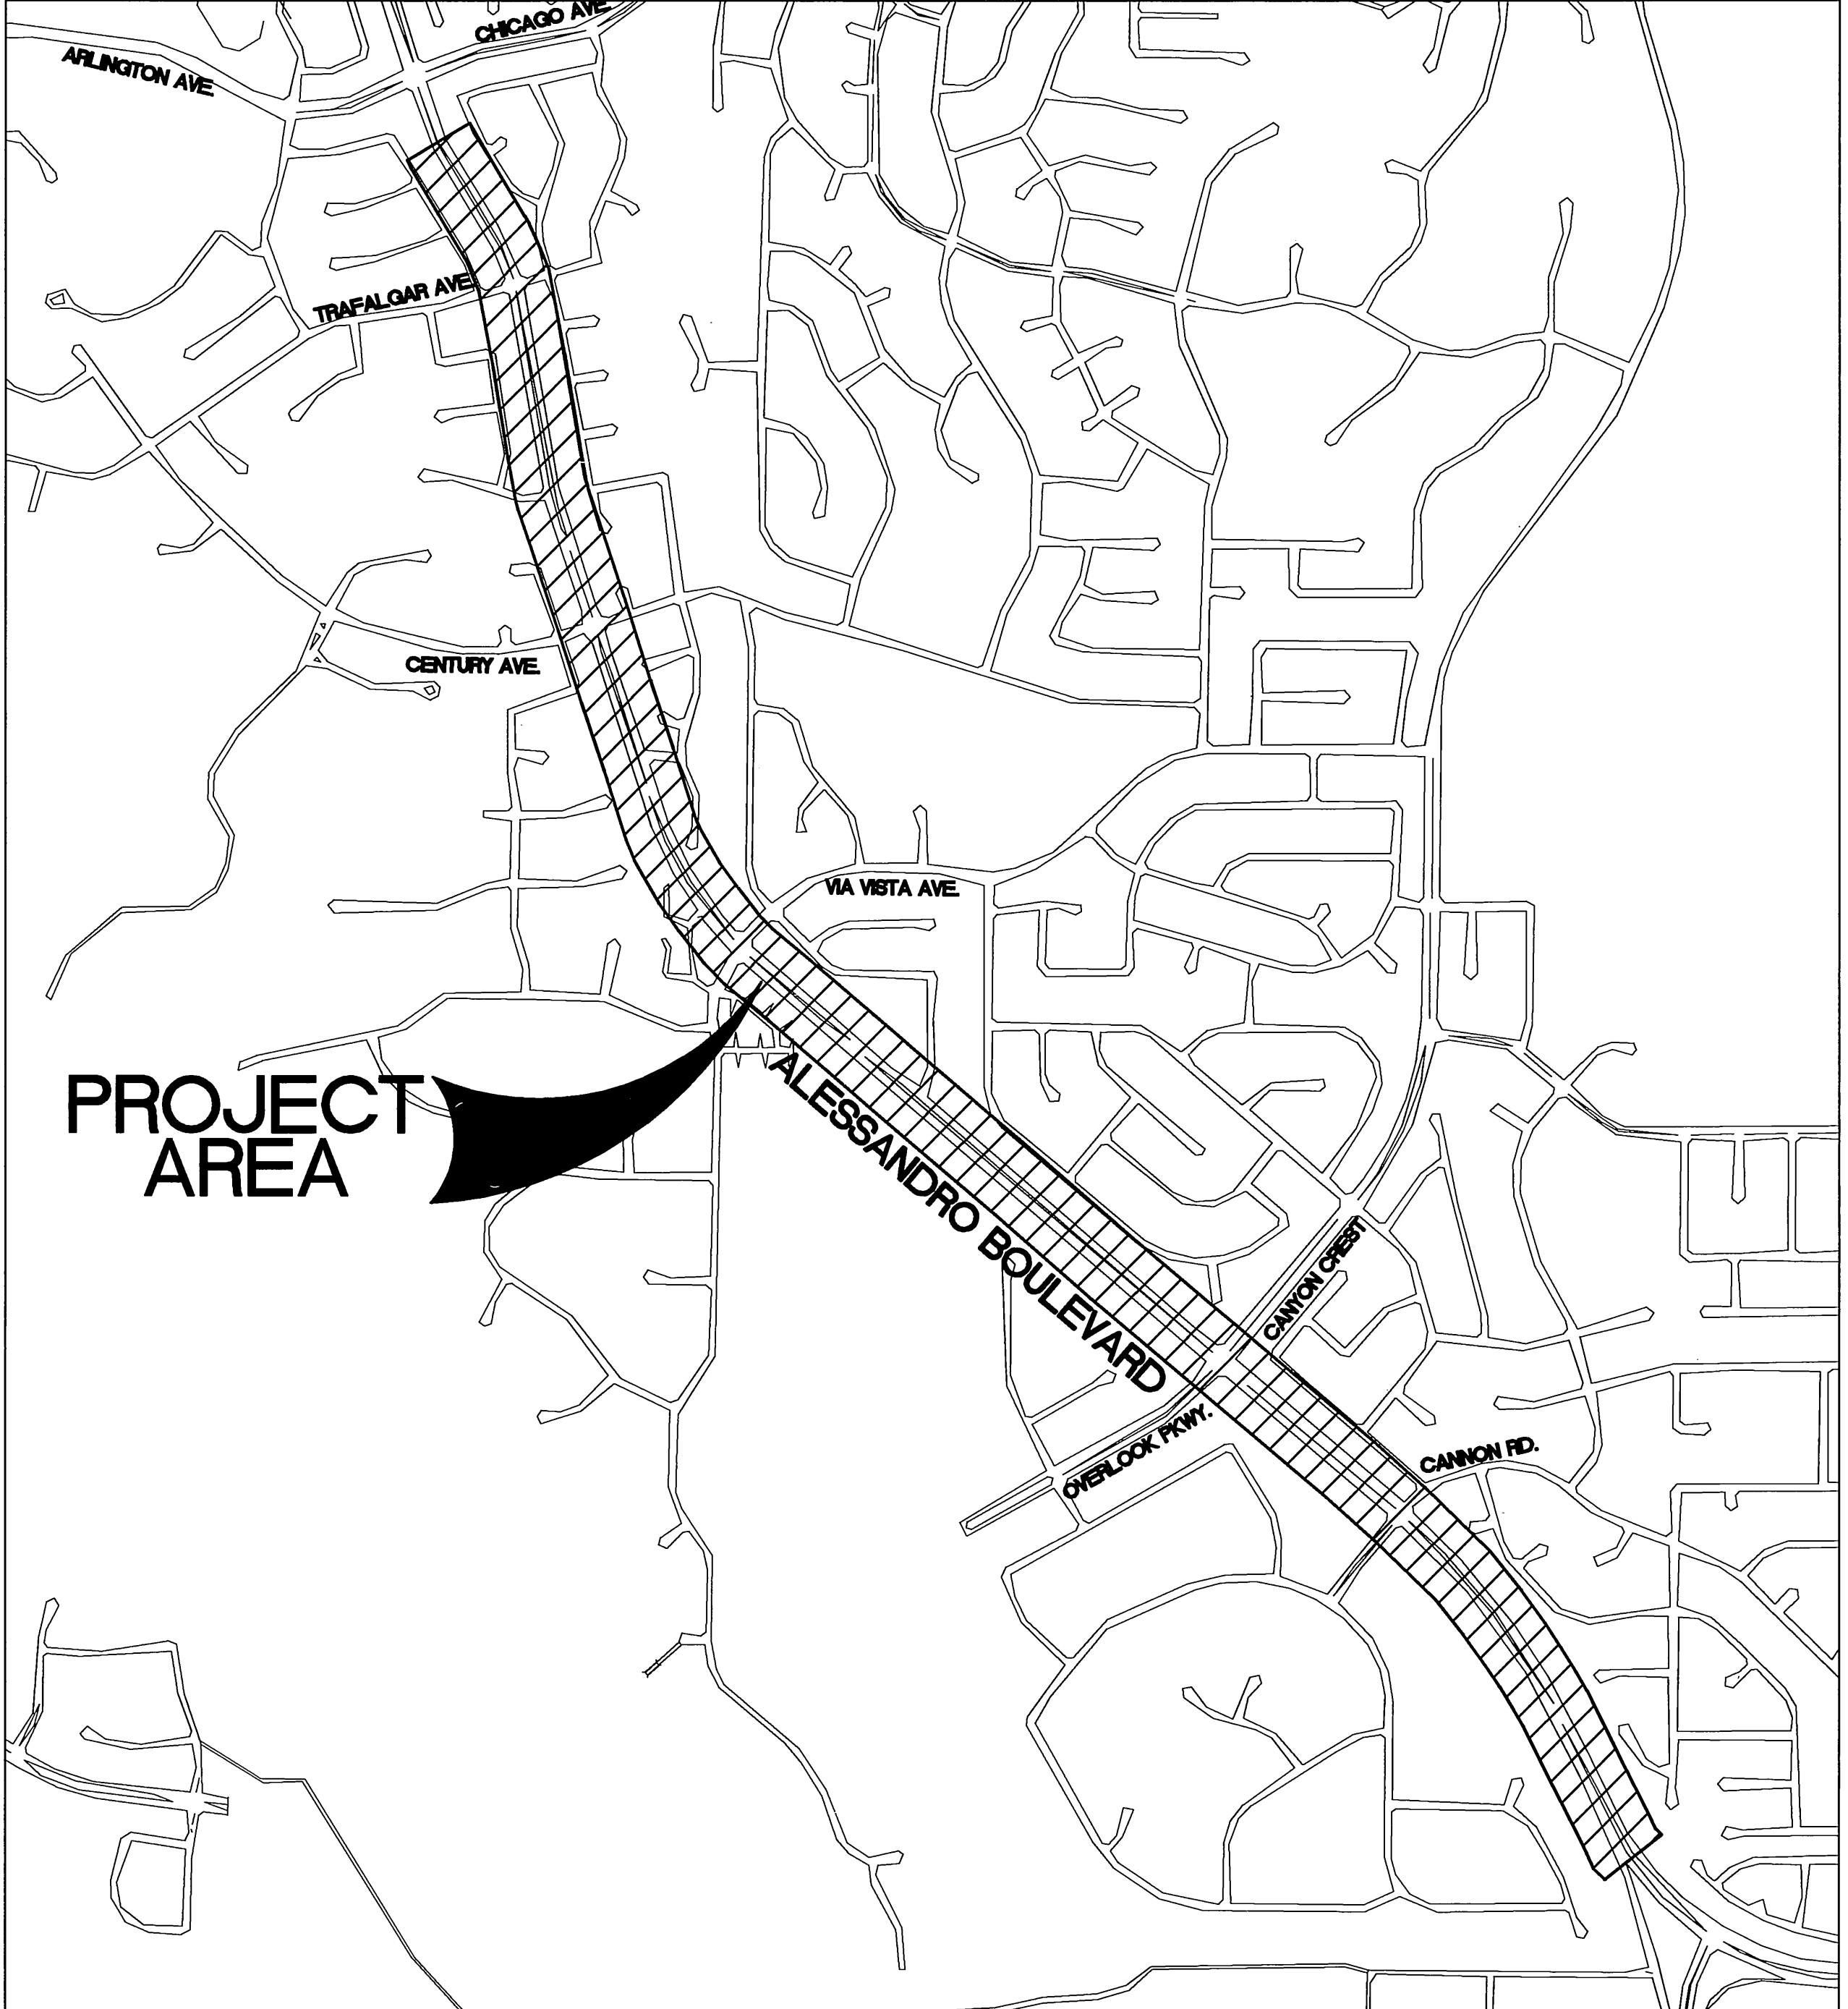 CHICAGO AVE.
ARLINGTON AVE.
TRAFALGAR AVE.
CENTURY AVE.
VIA VISTA AVE.
PROJECT
AREA
ALESSANDRO BOULEVARD
CANYON CREST
OVERLOOK PKWY.
CANNON RD.